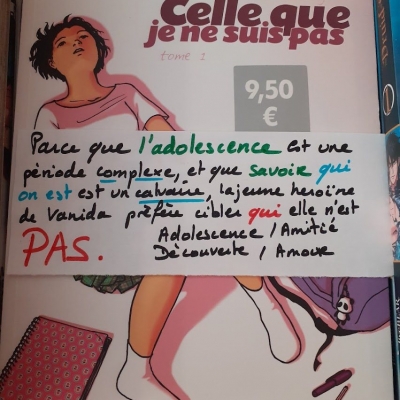 Celle que
je ne suis pas
tome 1
9,50
€
Parce que l'adolescence est une
période complexe, et que savoir qui
on est est un calvaire, la jeune heroïne
de Vanida préfère cibler qui elle n'est
PAS.
Adolescence / Amitié
Découverte / Amour